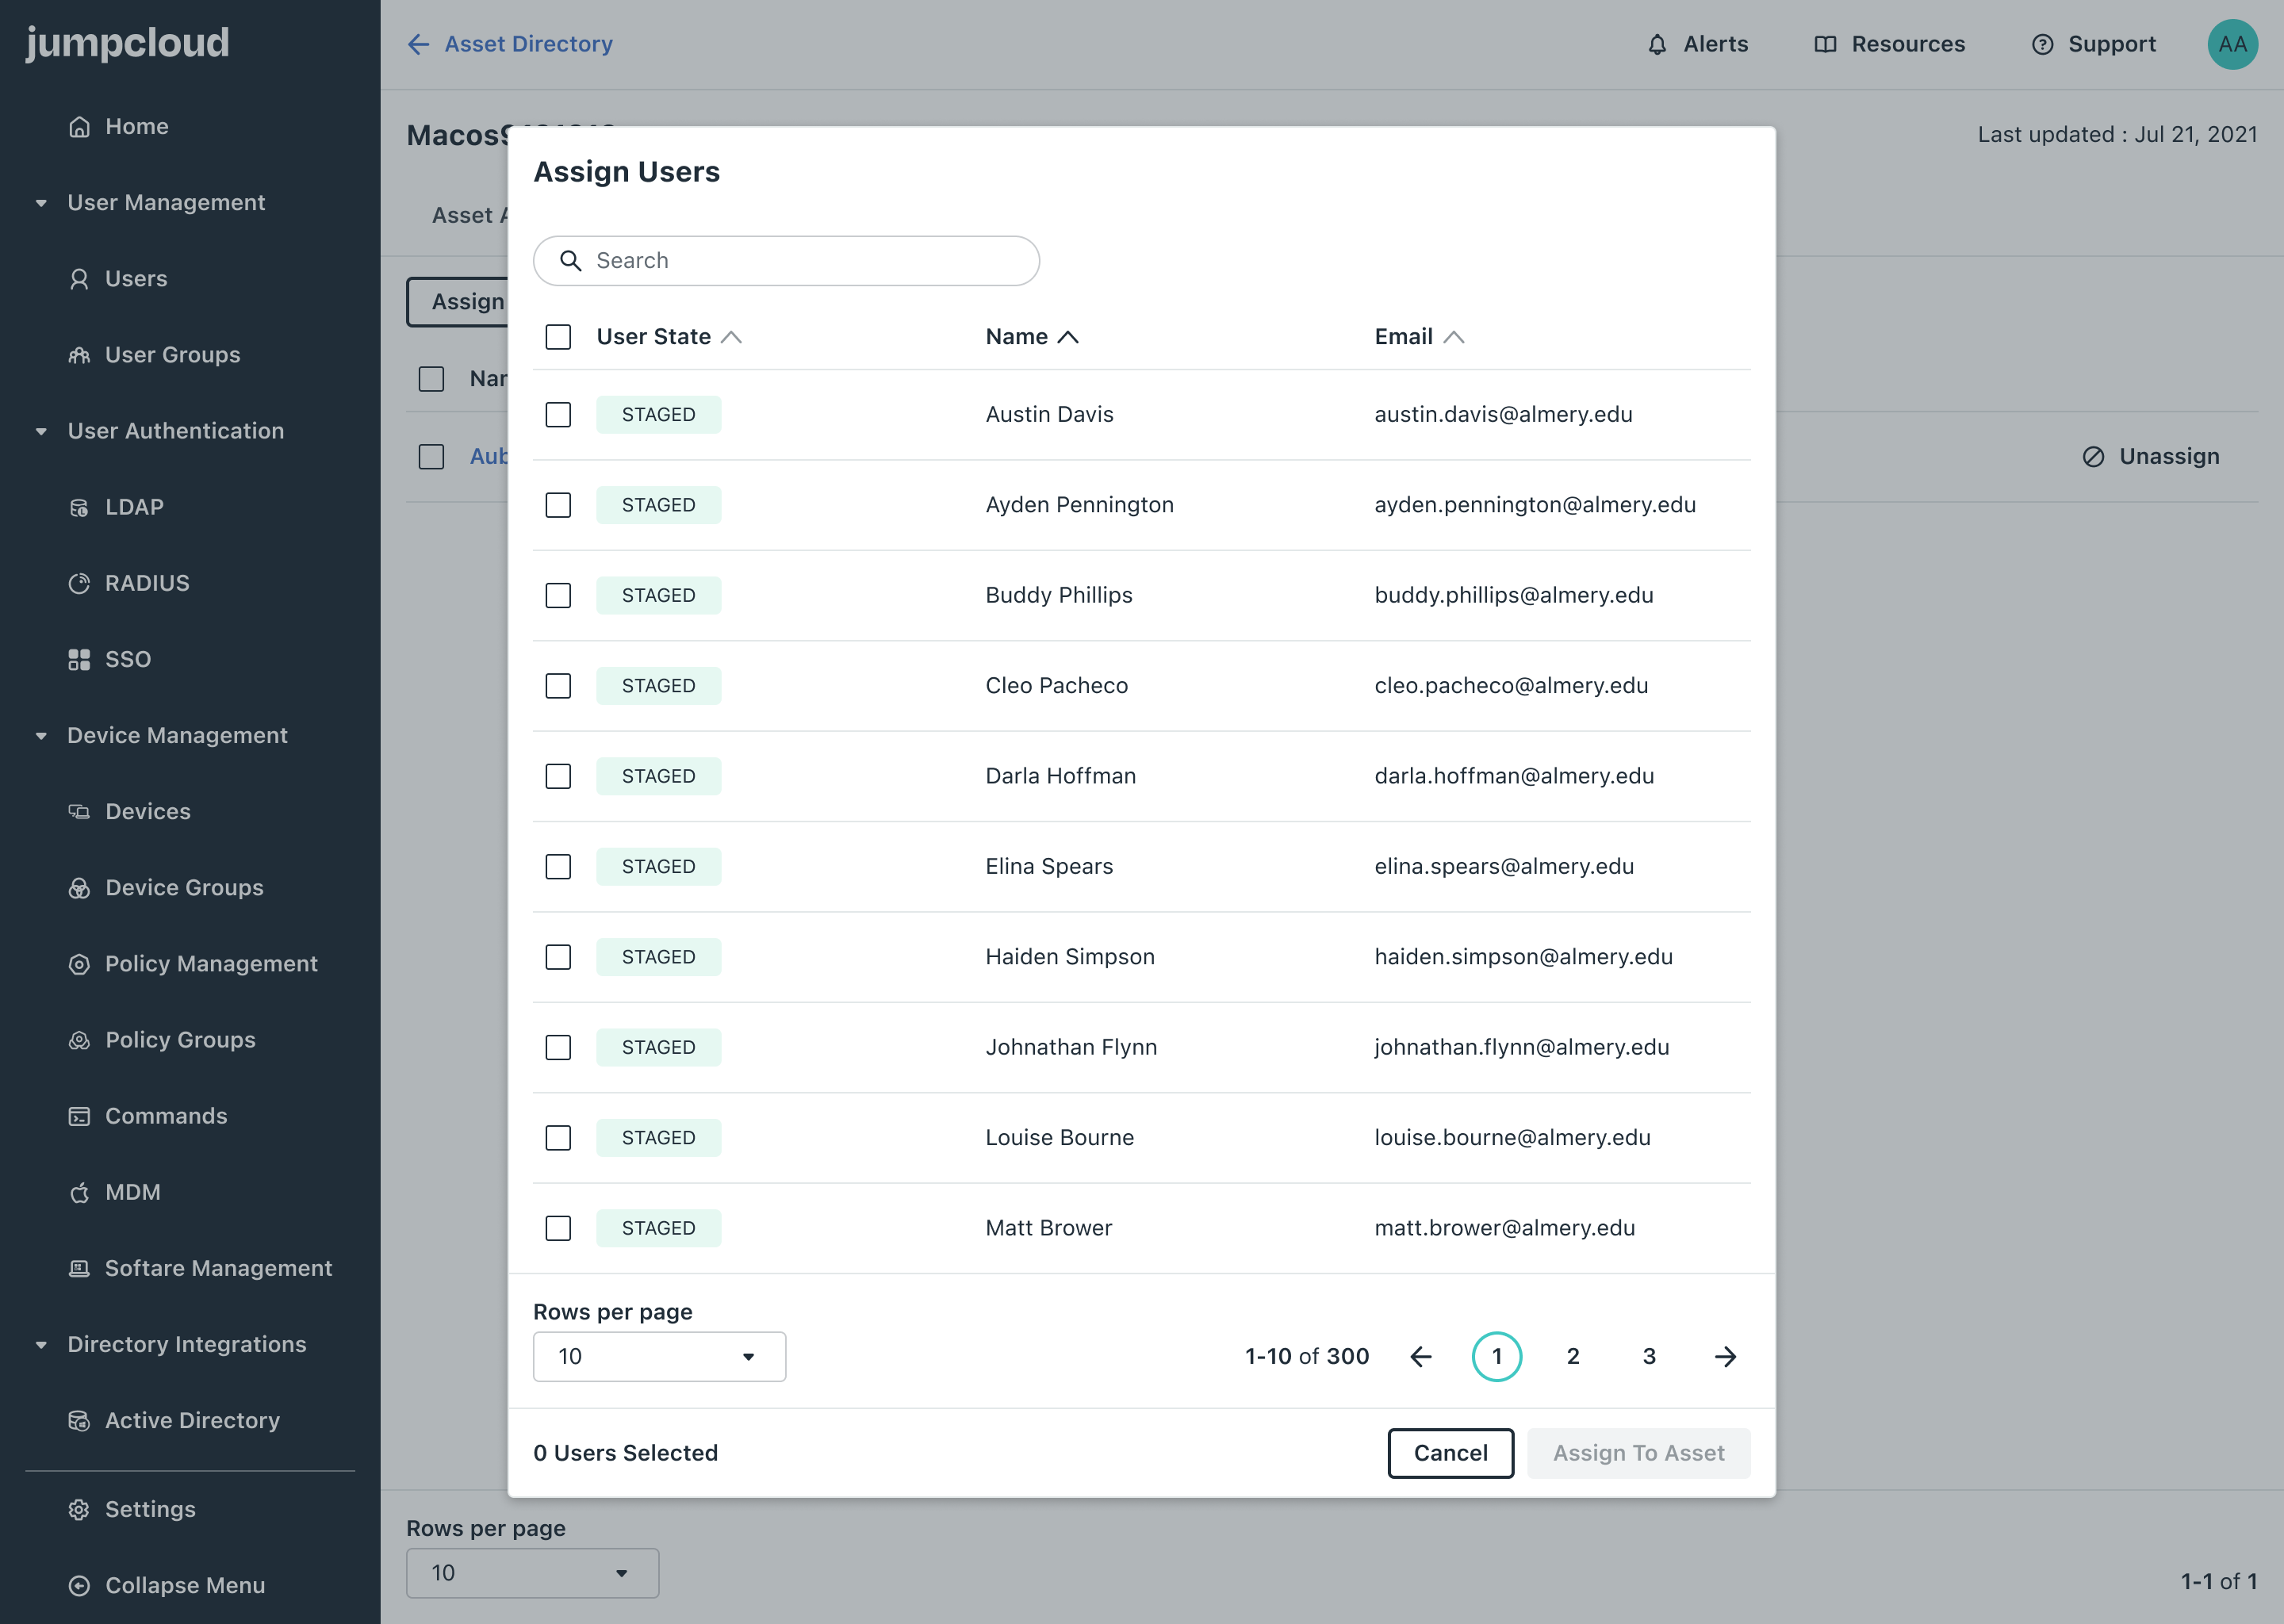 jumpcloud
Home
User Management
Users
User Groups
User Authentication
LDAP
RADIUS
SSO
Device Management
Devices
Device Groups
Policy Management
Policy Groups
Commands
MDM
Softare Management
Directory Integrations
Active Directory
Settings
Collapse Menu
Asset Directory
Alerts
Resources
Support
AA
Last updated : Jul 21, 2021
Asset
Assign
Unassign
Assign Users
Search
User State Name Email
STAGED Austin Davis austin.davis@almery.edu
STAGED Ayden Pennington ayden.pennington@almery.edu
STAGED Buddy Phillips buddy.phillips@almery.edu
STAGED Cleo Pacheco cleo.pacheco@almery.edu
STAGED Darla Hoffman darla.hoffman@almery.edu
STAGED Elina Spears elina.spears@almery.edu
STAGED Haiden Simpson haiden.simpson@almery.edu
STAGED Johnathan Flynn johnathan.flynn@almery.edu
STAGED Louise Bourne louise.bourne@almery.edu
STAGED Matt Brower matt.brower@almery.edu
Rows per page
10
1-10 of 300 1 2 3
0 Users Selected
Cancel
Assign To Asset
Rows per page
10
1-1 of 1